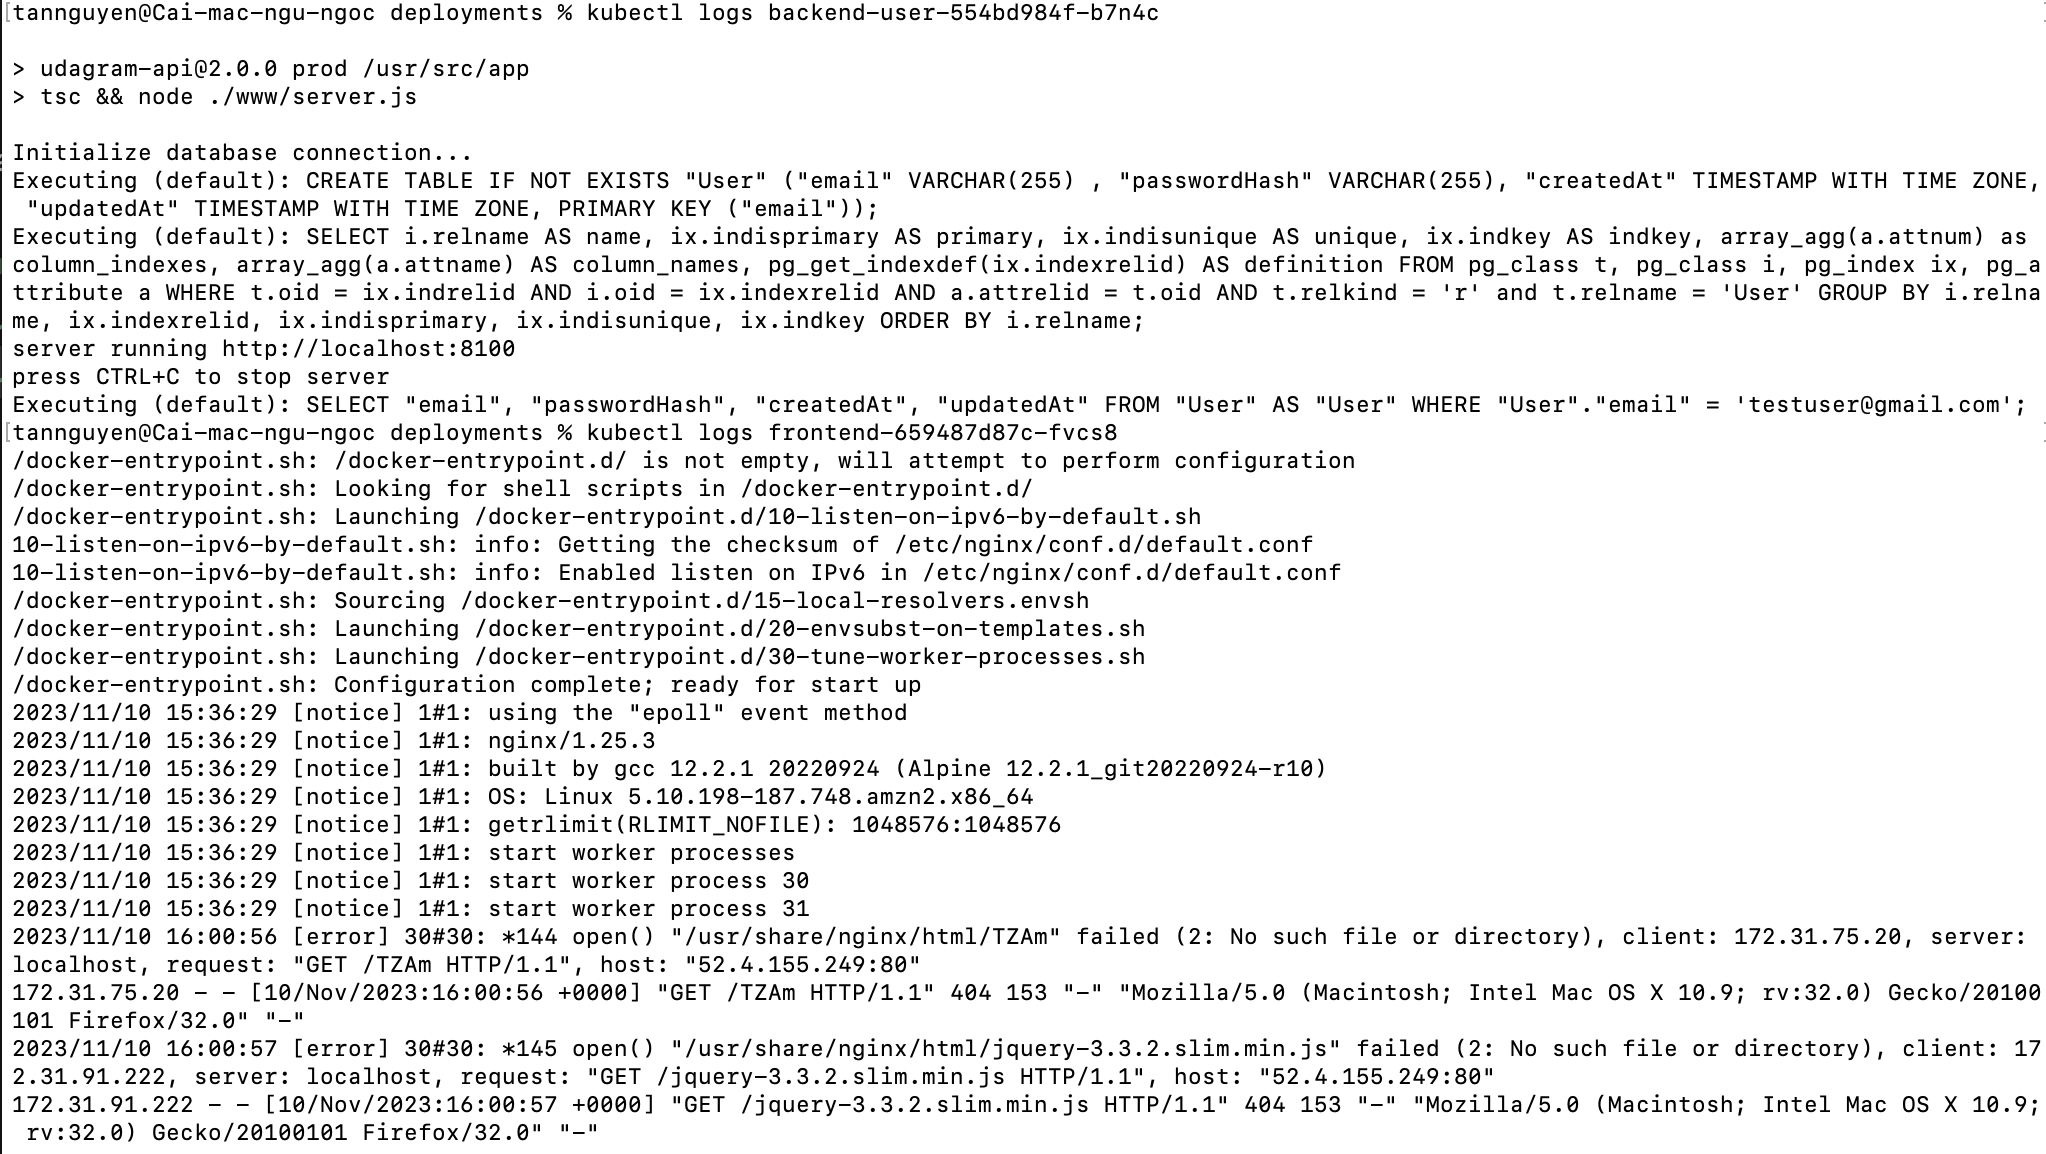 [tannguyen@Cai-mac-ngu-ngoc deployments % kubectl logs backend-user-554bd984f-b7n4c
> udagram-api@2.0.0 prod /usr/src/app
> tsc && node ./www/server.js
Initialize database connection...
Executing (default): CREATE TABLE IF NOT EXISTS "User" ("email" VARCHAR(255) , "passwordHash" VARCHAR(255), "createdAt" TIMESTAMP WITH TIME ZONE,
 "updatedAt" TIMESTAMP WITH TIME ZONE, PRIMARY KEY ("email"));
Executing (default): SELECT i.relname AS name, ix.indisprimary AS primary, ix.indisunique AS unique, ix.indkey AS indkey, array_agg(a.attnum) as
column_indexes, array_agg(a.attname) AS column_names, pg_get_indexdef(ix.indexrelid) AS definition FROM pg_class t, pg_class i, pg_index ix, pg_a
ttribute a WHERE t.oid = ix.indrelid AND i.oid = ix.indexrelid AND a.attrelid = t.oid AND t.relkind = 'r' and t.relname = 'User' GROUP BY i.relna
me, ix.indexrelid, ix.indisprimary, ix.indisunique, ix.indkey ORDER BY i.relname;
server running http://localhost:8100
press CTRL+C to stop server
Executing (default): SELECT "email", "passwordHash", "createdAt", "updatedAt" FROM "User" AS "User" WHERE "User"."email" = 'testuser@gmail.com';
[tannguyen@Cai-mac-ngu-ngoc deployments % kubectl logs frontend-659487d87c-fvcs8
/docker-entrypoint.sh: /docker-entrypoint.d/ is not empty, will attempt to perform configuration
/docker-entrypoint.sh: Looking for shell scripts in /docker-entrypoint.d/
/docker-entrypoint.sh: Launching /docker-entrypoint.d/10-listen-on-ipv6-by-default.sh
10-listen-on-ipv6-by-default.sh: info: Getting the checksum of /etc/nginx/conf.d/default.conf
10-listen-on-ipv6-by-default.sh: info: Enabled listen on IPv6 in /etc/nginx/conf.d/default.conf
/docker-entrypoint.sh: Sourcing /docker-entrypoint.d/15-local-resolvers.envsh
/docker-entrypoint.sh: Launching /docker-entrypoint.d/20-envsubst-on-templates.sh
/docker-entrypoint.sh: Launching /docker-entrypoint.d/30-tune-worker-processes.sh
/docker-entrypoint.sh: Configuration complete; ready for start up
2023/11/10 15:36:29 [notice] 1#1: using the "epoll" event method
2023/11/10 15:36:29 [notice] 1#1: nginx/1.25.3
2023/11/10 15:36:29 [notice] 1#1: built by gcc 12.2.1 20220924 (Alpine 12.2.1_git20220924-r10)
2023/11/10 15:36:29 [notice] 1#1: OS: Linux 5.10.198-187.748.amzn2.x86_64
2023/11/10 15:36:29 [notice] 1#1: getrlimit(RLIMIT_NOFILE): 1048576:1048576
2023/11/10 15:36:29 [notice] 1#1: start worker processes
2023/11/10 15:36:29 [notice] 1#1: start worker process 30
2023/11/10 15:36:29 [notice] 1#1: start worker process 31
2023/11/10 16:00:56 [error] 30#30: *144 open() "/usr/share/nginx/html/TZAm" failed (2: No such file or directory), client: 172.31.75.20, server:
localhost, request: "GET /TZAm HTTP/1.1", host: "52.4.155.249:80"
172.31.75.20 - - [10/Nov/2023:16:00:56 +0000] "GET /TZAm HTTP/1.1" 404 153 "-" "Mozilla/5.0 (Macintosh; Intel Mac OS X 10.9; rv:32.0) Gecko/20100
101 Firefox/32.0" "-"
2023/11/10 16:00:57 [error] 30#30: *145 open() "/usr/share/nginx/html/jquery-3.3.2.slim.min.js" failed (2: No such file or directory), client: 17
2.31.91.222, server: localhost, request: "GET /jquery-3.3.2.slim.min.js HTTP/1.1", host: "52.4.155.249:80"
172.31.91.222 - - [10/Nov/2023:16:00:57 +0000] "GET /jquery-3.3.2.slim.min.js HTTP/1.1" 404 153 "-" "Mozilla/5.0 (Macintosh; Intel Mac OS X 10.9;
 rv:32.0) Gecko/20100101 Firefox/32.0" "-"